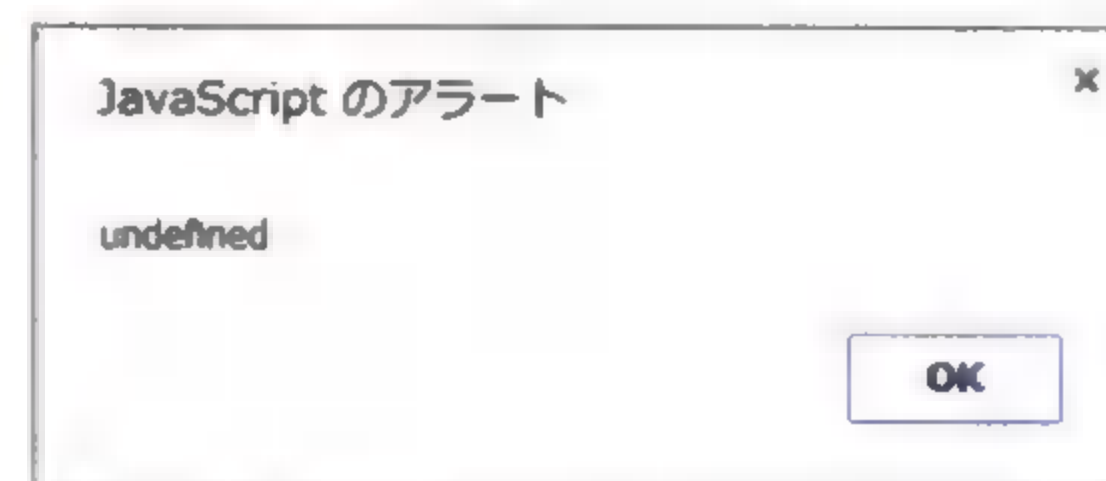 JavaScript のアラート
undefined
OK